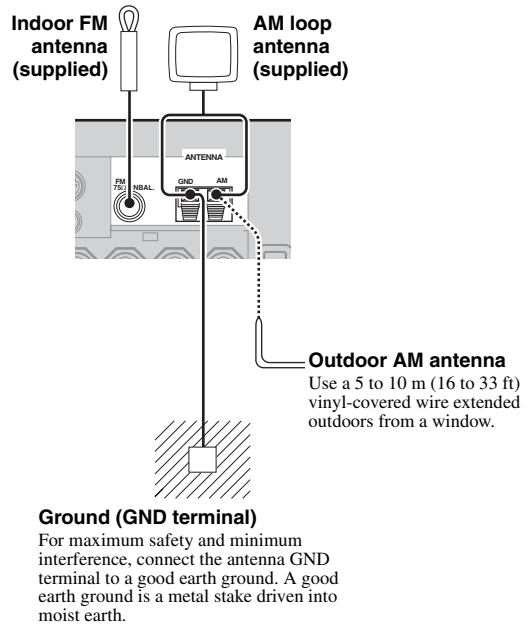 Indoor FM
antenna
(supplied)
AM loop
antenna
(supplied)
ANTENNA
FM
GND
AM
75Ω UNBAL.
Outdoor AM antenna
Use a 5 to 10 m (16 to 33 ft)
vinyl-covered wire extended
outdoors from a window.
Ground (GND terminal)
For maximum safety and minimum
interference, connect the antenna GND
terminal to a good earth ground. A good
earth ground is a metal stake driven into
moist earth.